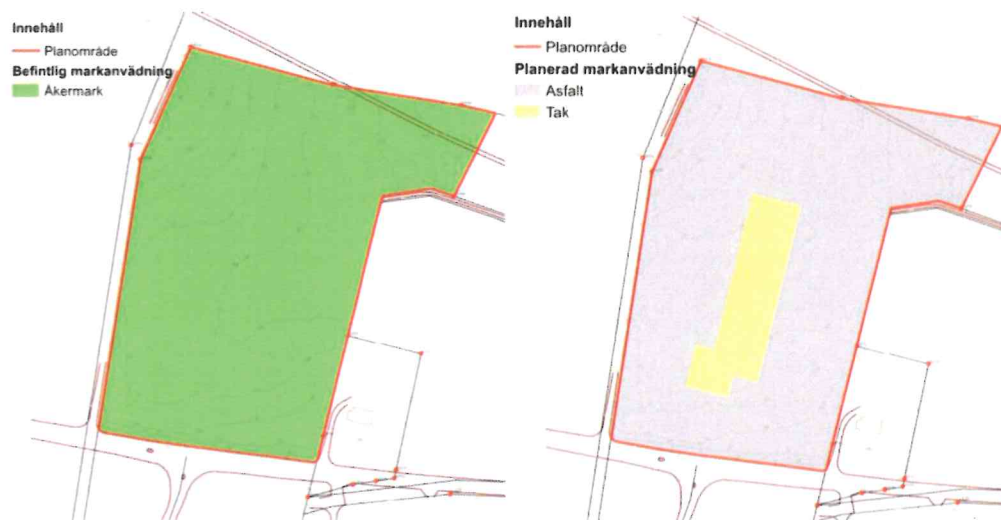 Innehåll
Planområde
Befintlig markanvädning
Åkermark
Innehåll
Planområde
Planerad markanvädning
Asfalt
Tak